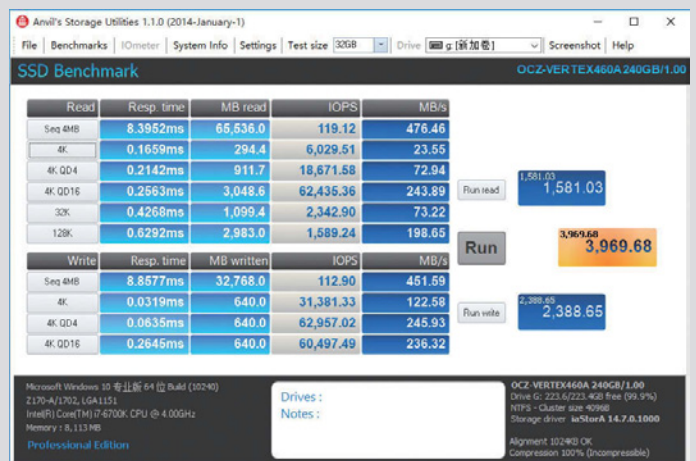 Anvil's Storage Utilities 1.1.0 (2014-January-1)
File Benchmarks IOmeter System Info Settings Test size 32GB Drive g: [新加卷] Screenshot Help
SSD Benchmark OCZ-VERTEX460A 240GB/1.00
Read Resp. time MB read IOPS MB/s
Seq 4MB 8.3952ms 65,536.0 119.12 476.46
4K 0.1659ms 294.4 6,029.51 23.55
4K QD4 0.2142ms 911.7 18,671.58 72.94
4K QD16 0.2563ms 3,048.6 62,435.36 243.89 Run read 1,581.03 1,581.03
32K 0.4268ms 1,099.4 2,342.90 73.22
128K 0.6292ms 2,983.0 1,589.24 198.65
Run 3,969.68 3,969.68
Write Resp. time MB written IOPS MB/s
Seq 4MB 8.8577ms 32,768.0 112.90 451.59
4K 0.0319ms 640.0 31,381.33 122.58
4K QD4 0.0635ms 640.0 62,957.02 245.93 Run write 2,388.65 2,388.65
4K QD16 0.2645ms 640.0 60,497.49 236.32
Microsoft Windows 10 专业版 64 位 Build (10240)
Z170-A/1702, LGA1151
Intel(R) Core(TM) i7-6700K CPU @ 4.00GHz
Memory : 8,113 MB
Professional Edition
Drives :
Notes :
OCZ-VERTEX460A 240GB/1.00
Drive G: 223.6/223.4GB free (99.9%)
NTFS - Cluster size 4096B
Storage driver iaStorA 14.7.0.1000
Alignment 1024KB OK
Compression 100% (Incompressible)